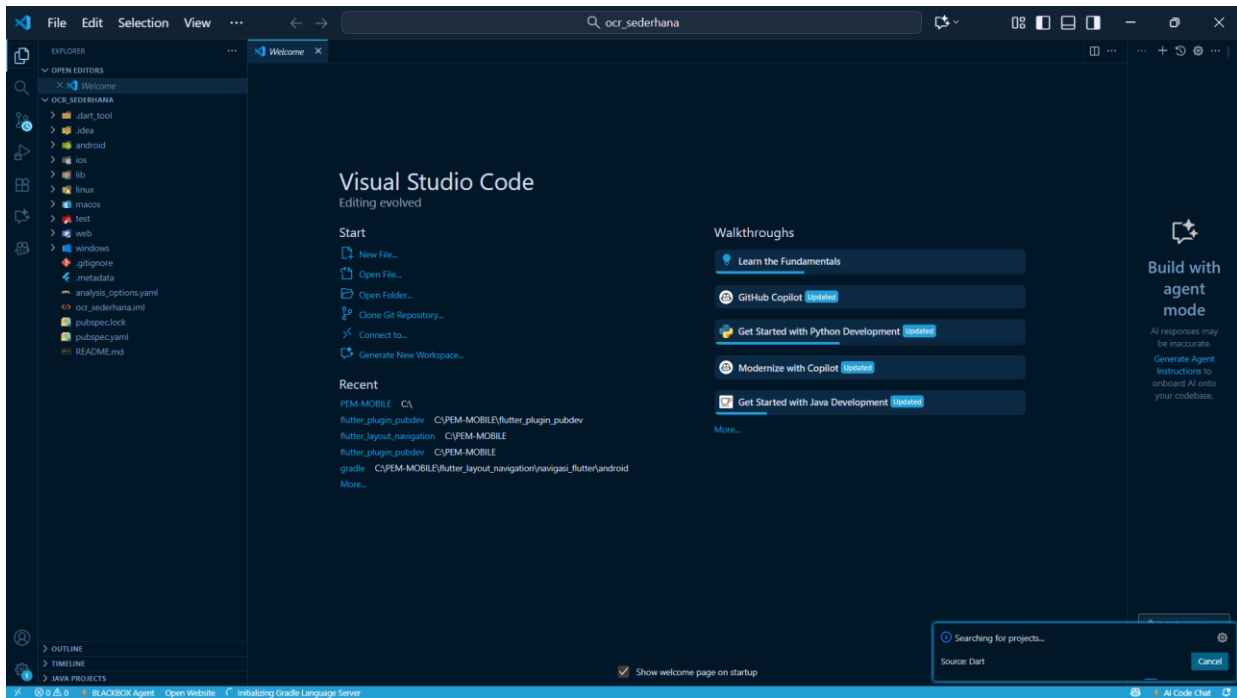 File Edit Selection View ··· ocr_sederhana
EXPLORER ···
OPEN EDITORS
Welcome
OCR_SEDERHANA
.dart_tool
.idea
android
ios
lib
linux
macos
test
web
windows
.gitignore
.metadata
analysis_options.yaml
ocr_sederhana.iml
pubspec.lock
pubspec.yaml
README.md
OUTLINE
TIMELINE
JAVA PROJECTS
Welcome
Visual Studio Code
Editing evolved
Start
New File...
Open File...
Open Folder...
Clone Git Repository...
Connect to...
Generate New Workspace...
Recent
PEM-MOBILE C:\
flutter_plugin_pubdev C:\PEM-MOBILE\flutter_plugin_pubdev
flutter_layout_navigation C:\PEM-MOBILE
flutter_plugin_pubdev C:\PEM-MOBILE
gradle C:\PEM-MOBILE\flutter_layout_navigation\navigasi_flutter\android
More...
Walkthroughs
Learn the Fundamentals
GitHub Copilot Updated
Get Started with Python Development Updated
Modernize with Copilot Updated
Get Started with Java Development Updated
More...
Show welcome page on startup
Build with
agent
mode
AI responses may
be inaccurate.
Generate Agent
Instructions to
onboard AI onto
your codebase.
Searching for projects...
Source: Dart
Cancel
0 0 BLACKBOX Agent Open Website Initializing Gradle Language Server
AI Code Chat